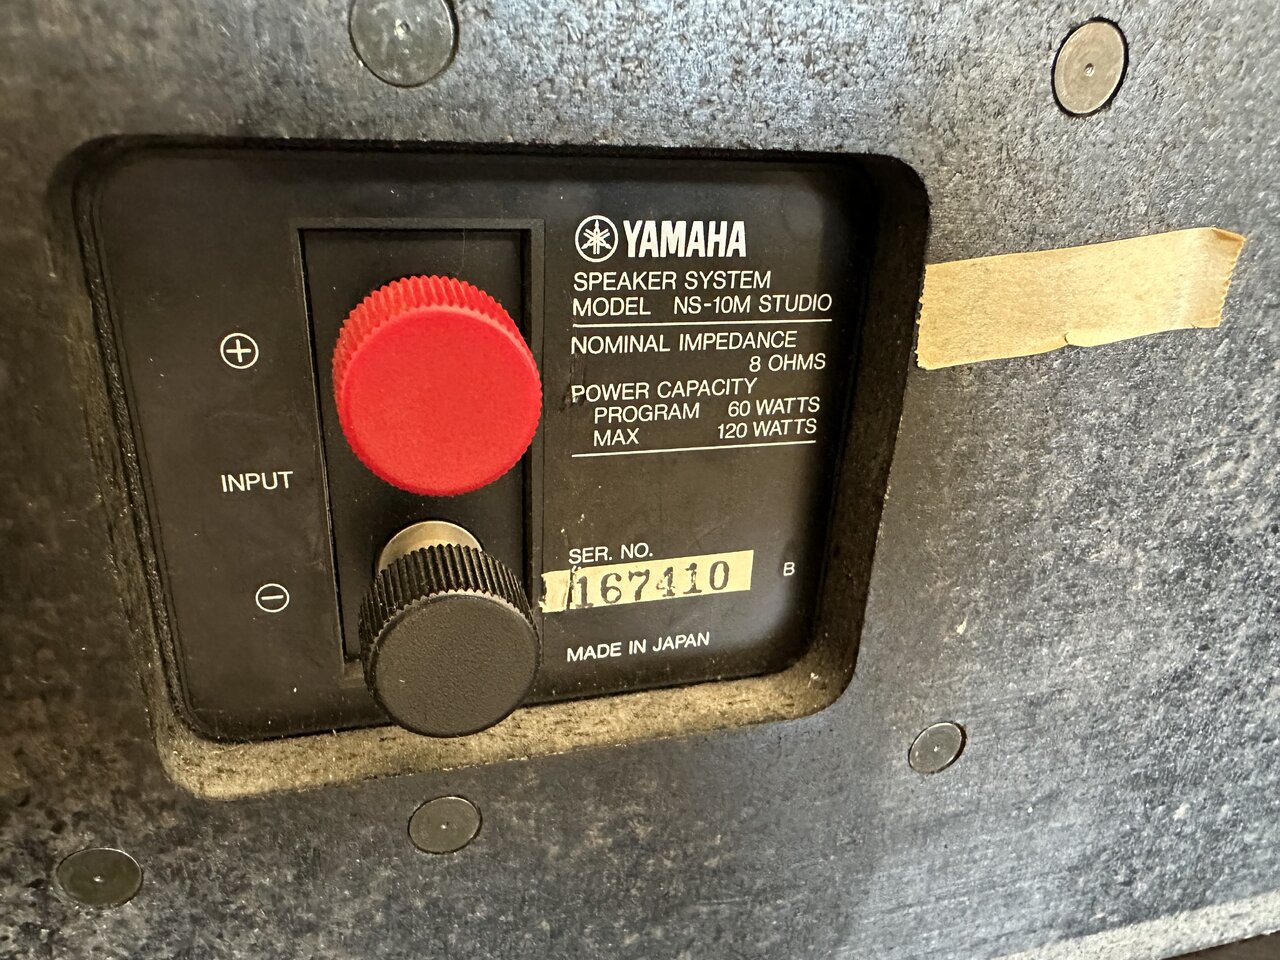 YAMAHA
SPEAKER SYSTEM
MODEL NS-10M STUDIO
NOMINAL IMPEDANCE
8 OHMS
POWER CAPACITY
PROGRAM 60 WATTS
MAX 120 WATTS
+
INPUT
−
SER. NO.
167410 B
MADE IN JAPAN